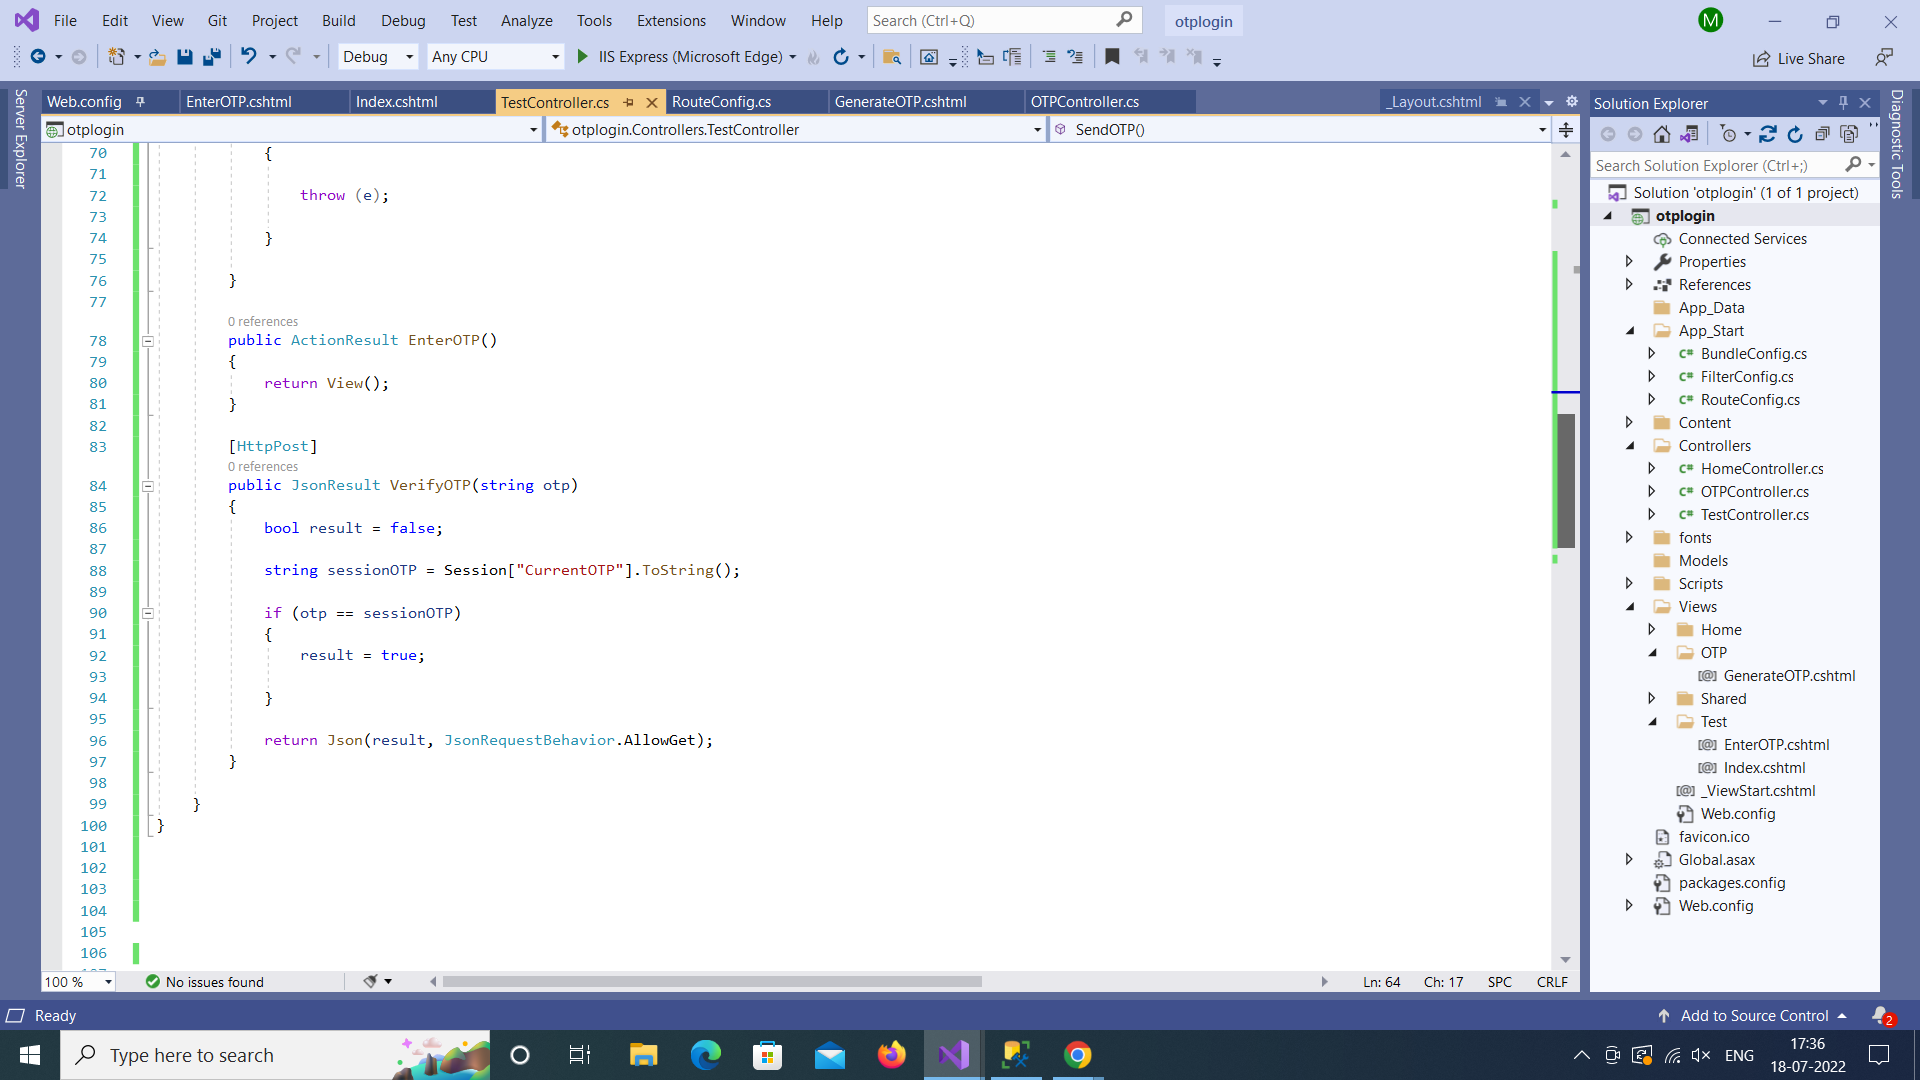 File Edit View Git Project Build Debug Test Analyze Tools Extensions Window Help Search (Ctrl+Q) otplogin M
Debug Any CPU IIS Express (Microsoft Edge) Live Share
Server Explorer
Web.config EnterOTP.cshtml Index.cshtml TestController.cs RouteConfig.cs GenerateOTP.cshtml OTPController.cs _Layout.cshtml
otplogin otplogin.Controllers.TestController SendOTP()
70 {
71
72 throw (e);
73
74 }
75
76 }
77
0 references
78 public ActionResult EnterOTP()
79 {
80 return View();
81 }
82
83 [HttpPost]
0 references
84 public JsonResult VerifyOTP(string otp)
85 {
86 bool result = false;
87
88 string sessionOTP = Session["CurrentOTP"].ToString();
89
90 if (otp == sessionOTP)
91 {
92 result = true;
93
94 }
95
96 return Json(result, JsonRequestBehavior.AllowGet);
97 }
98
99 }
100 }
101
102
103
104
105
106
100 % No issues found Ln: 64 Ch: 17 SPC CRLF
Solution Explorer
Search Solution Explorer (Ctrl+;)
Solution 'otplogin' (1 of 1 project)
otplogin
Connected Services
Properties
References
App_Data
App_Start
C# BundleConfig.cs
C# FilterConfig.cs
C# RouteConfig.cs
Content
Controllers
C# HomeController.cs
C# OTPController.cs
C# TestController.cs
fonts
Models
Scripts
Views
Home
OTP
[@] GenerateOTP.cshtml
Shared
Test
[@] EnterOTP.cshtml
[@] Index.cshtml
[@] _ViewStart.cshtml
Web.config
favicon.ico
Global.asax
packages.config
Web.config
Diagnostic Tools
Ready Add to Source Control 2
Type here to search ENG 17:36
18-07-2022